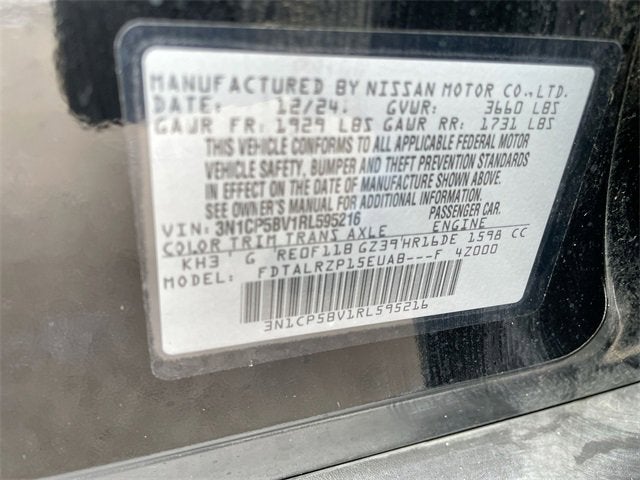 MANUFACTURED BY NISSAN MOTOR CO.,LTD.
DATE: 12/24. GVWR: 3660 LBS
GAWR FR: 1929 LBS GAWR RR: 1731 LBS
THIS VEHICLE CONFORMS TO ALL APPLICABLE FEDERAL MOTOR
VEHICLE SAFETY, BUMPER AND THEFT PREVENTION STANDARDS
IN EFFECT ON THE DATE OF MANUFACTURE SHOWN ABOVE.
SEE OWNER'S MANUAL FOR ADDITIONAL INFORMATION.
VIN: 3N1CP5BV1RL595216 PASSENGER CAR.
COLOR TRIM TRANS AXLE ENGINE
KH3 G RE0F11B GZ39 HR16DE 1598 CC
MODEL: FDTALRZP15EUAB---F 4Z000
3N1CP5BV1RL595216